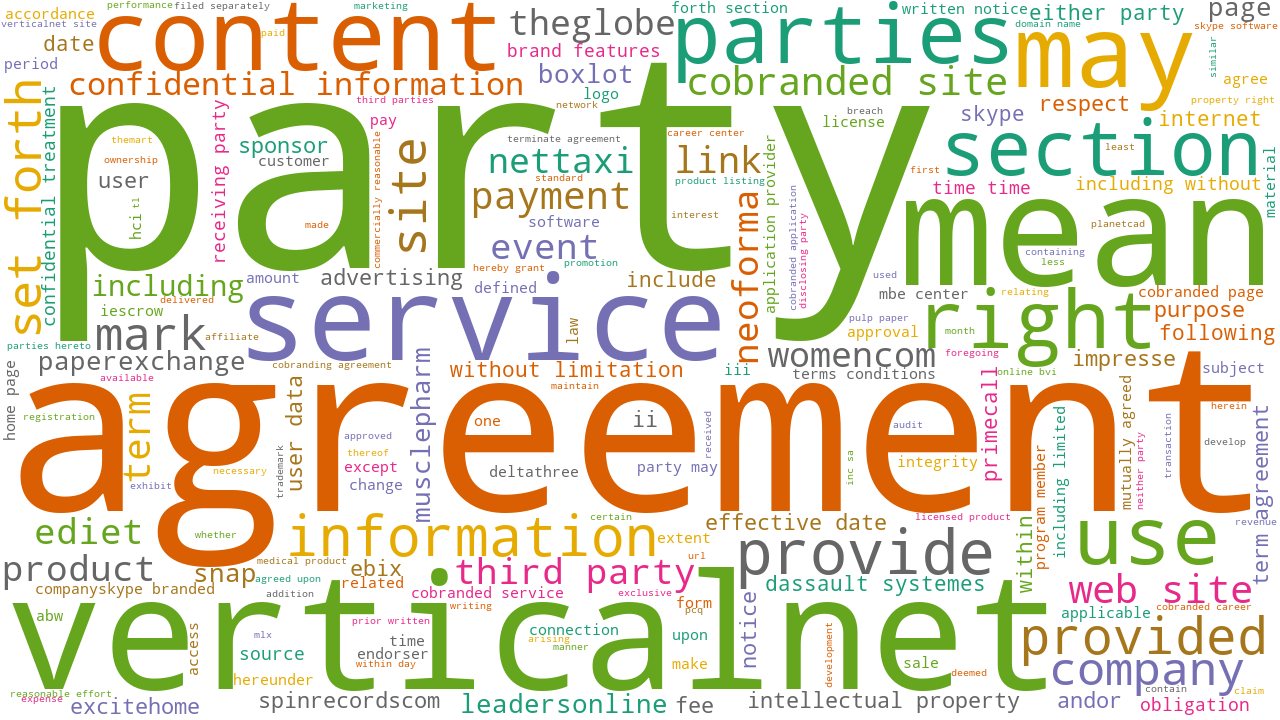 accordance
performance
filed separately
marketing
forth section
written notice
either party
page
verticalnet site
content
theglobe
parties
may
domain name
skype software
date
paid
brand features
similar
period
confidential information
boxlot
cobranded site
agree
logo
third parties
network
respect
property right
set forth
confidential treatment
party
receiving party
pay
breach
license
skype
internet
themart
sponsor
commercially reasonable
site
terminate agreement
career center
section
ownership
customer
nettaxi
link
application provider
first
least
material
user
standard
product listing
time time
including without
hci
tl
payment
neoforma
cobranded application
disclosing party
mean
made
software
interest
planetcad
event
containing
less
hereby grant
promotion
including
amount
advertising
defined
include
used
mbe center
relating
cobranded page
delivered
iescrow
service
law
pulp paper
right
purpose
mark
affiliate
approval
month
following
parties hereto
paperexchange
cobranding agreement
womencom
foregoing
impresse
home page
available
without limitation
iii
terms conditions
online bvi
subject
term
user data
musclepharm
maintain
primecall
mutually agreed
agreement
registration
one
ii
received
audit
herein
term agreement
approved
thereof
transaction
develop
necessary
trademark
except
deltathree
party may
inc sa
integrity
including limited
neither party
exhibit
change
program member
ediet
whether
information
certain
effective date
licensed product
within
use
revenue
extent
provide
product
snap
medical product
ebix
third party
url
dassault systemes
web site
companyskype branded
agreed upon
related
cobranded service
exclusive
addition
writing
form
abw
verticalnet
prior written
pcq
applicable
cobranded career
access
mlx
time
connection
upon
notice
development
provided
source
endorser
arising
manner
make
sale
company
hereunder
within day
deemed
reasonable effort
expense
excitehome
spinrecordscom
leadersonline
fee
intellectual property
andor
contain
claim
obligation